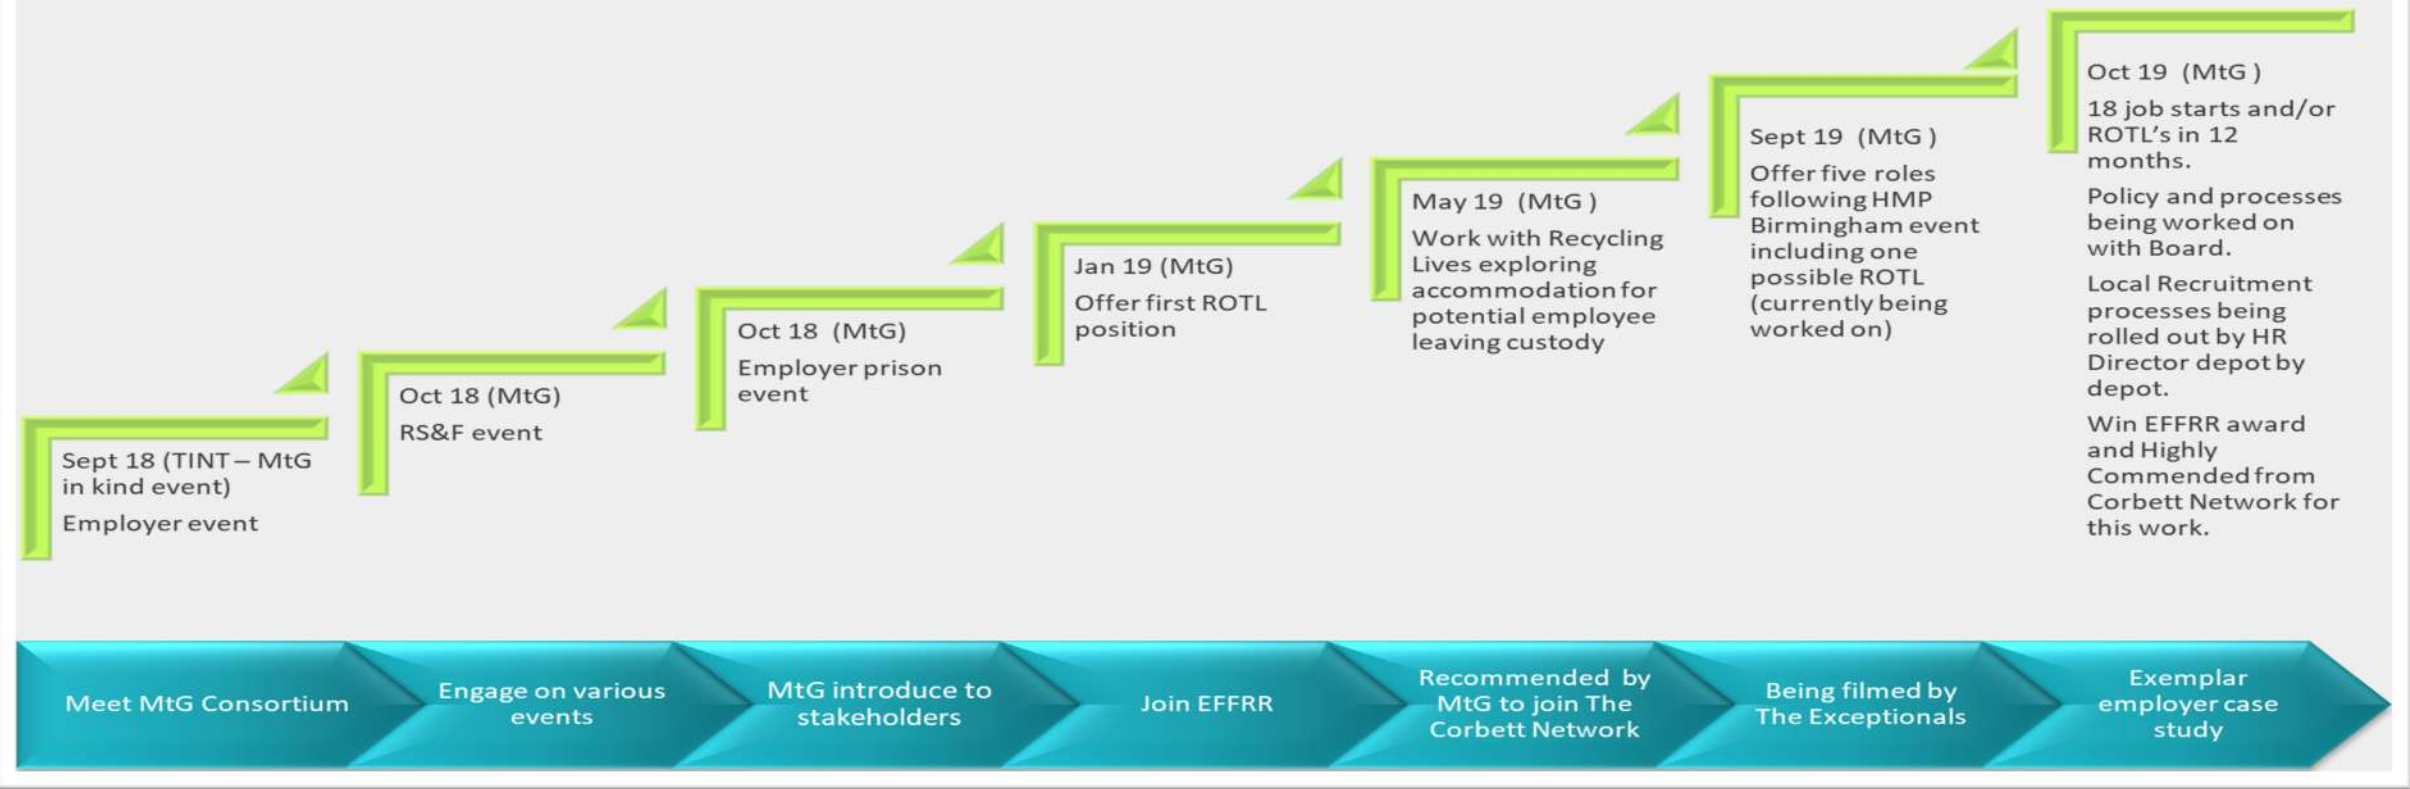 Sept 18 (TINT – MtG
in kind event)
Employer event
Oct 18 (MtG)
RS&F event
Oct 18 (MtG)
Employer prison
event
Jan 19 (MtG)
Offer first ROTL
position
May 19 (MtG )
Work with Recycling
Lives exploring
accommodation for
potential employee
leaving custody
Sept 19 (MtG )
Offer five roles
following HMP
Birmingham event
including one
possible ROTL
(currently being
worked on)
Oct 19 (MtG )
18 job starts and/or
ROTL’s in 12
months.
Policy and processes
being worked on
with Board.
Local Recruitment
processes being
rolled out by HR
Director depot by
depot.
Win EFFRR award
and Highly
Commended from
Corbett Network for
this work.
Meet MtG Consortium
Engage on various
events
MtG introduce to
stakeholders
Join EFFRR
Recommended by
MtG to join The
Corbett Network
Being filmed by
The Exceptionals
Exemplar
employer case
study